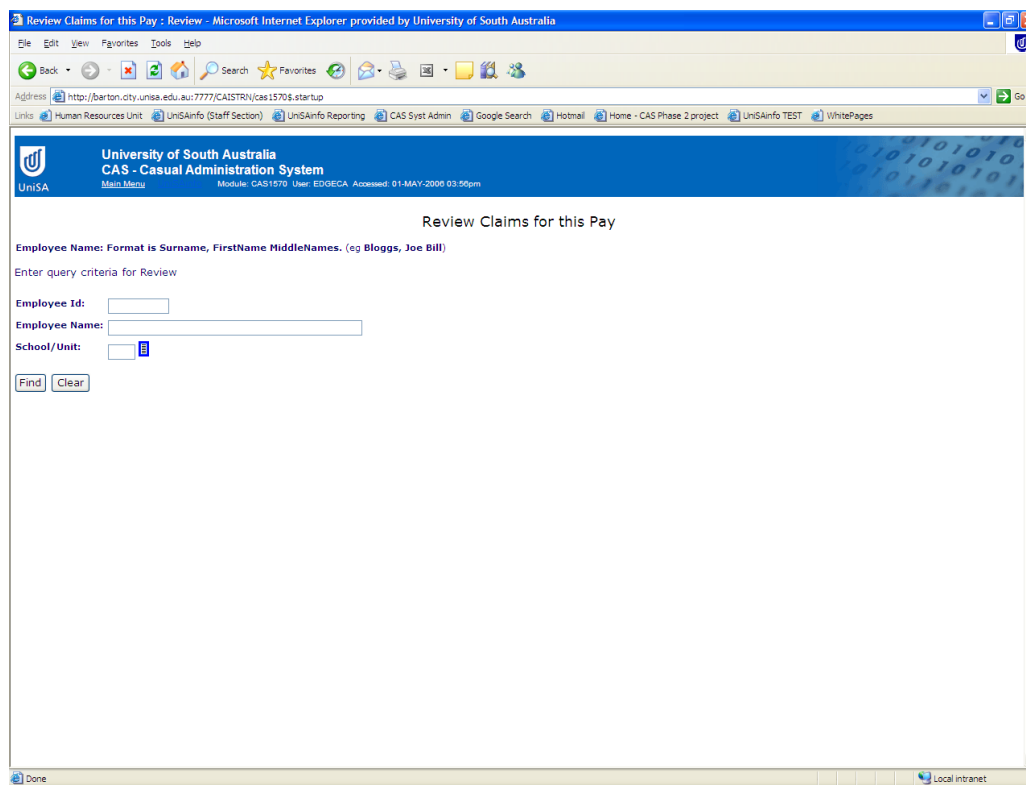 Review Claims for this Pay : Review - Microsoft Internet Explorer provided by University of South Australia
File Edit View Favorites Tools Help
Back Search Favorites
Address http://barton.city.unisa.edu.au:7777/CAISTRN/cas1570$.startup Go
Links Human Resources Unit UniSAinfo (Staff Section) UniSAinfo Reporting CAS Syst Admin Google Search Hotmail Home - CAS Phase 2 project UniSAinfo TEST WhitePages
University of South Australia
CAS - Casual Administration System
UniSA Main Menu Module: CAS1570 User: EDGECA Accessed: 01-MAY-2006 03:56pm
Review Claims for this Pay
Employee Name: Format is Surname, FirstName MiddleNames. (eg Bloggs, Joe Bill)
Enter query criteria for Review
Employee Id:
Employee Name:
School/Unit:
Find Clear
Done Local intranet